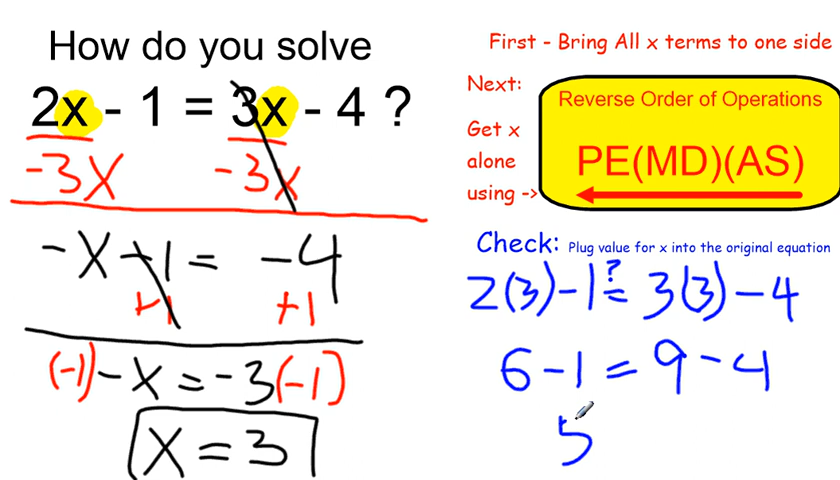 How do you solve
2x - 1 = 3x - 4 ?
-3x -3x
-x -1 = -4
+1 +1
(-1) -x = -3 (-1)
x = 3
First - Bring All x terms to one side
Next:
Get x
alone
using ->
Reverse Order of Operations
PE(MD)(AS)
Check: Plug value for x into the original equation
2(3) - 1 ?= 3(3) - 4
6 - 1 = 9 - 4
5